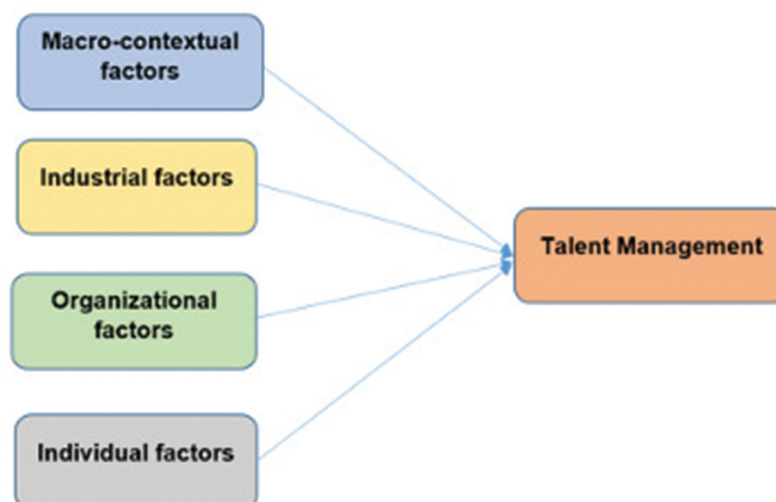 Macro-contextual
factors
Industrial factors
Talent Management
Organizational
factors
Individual factors